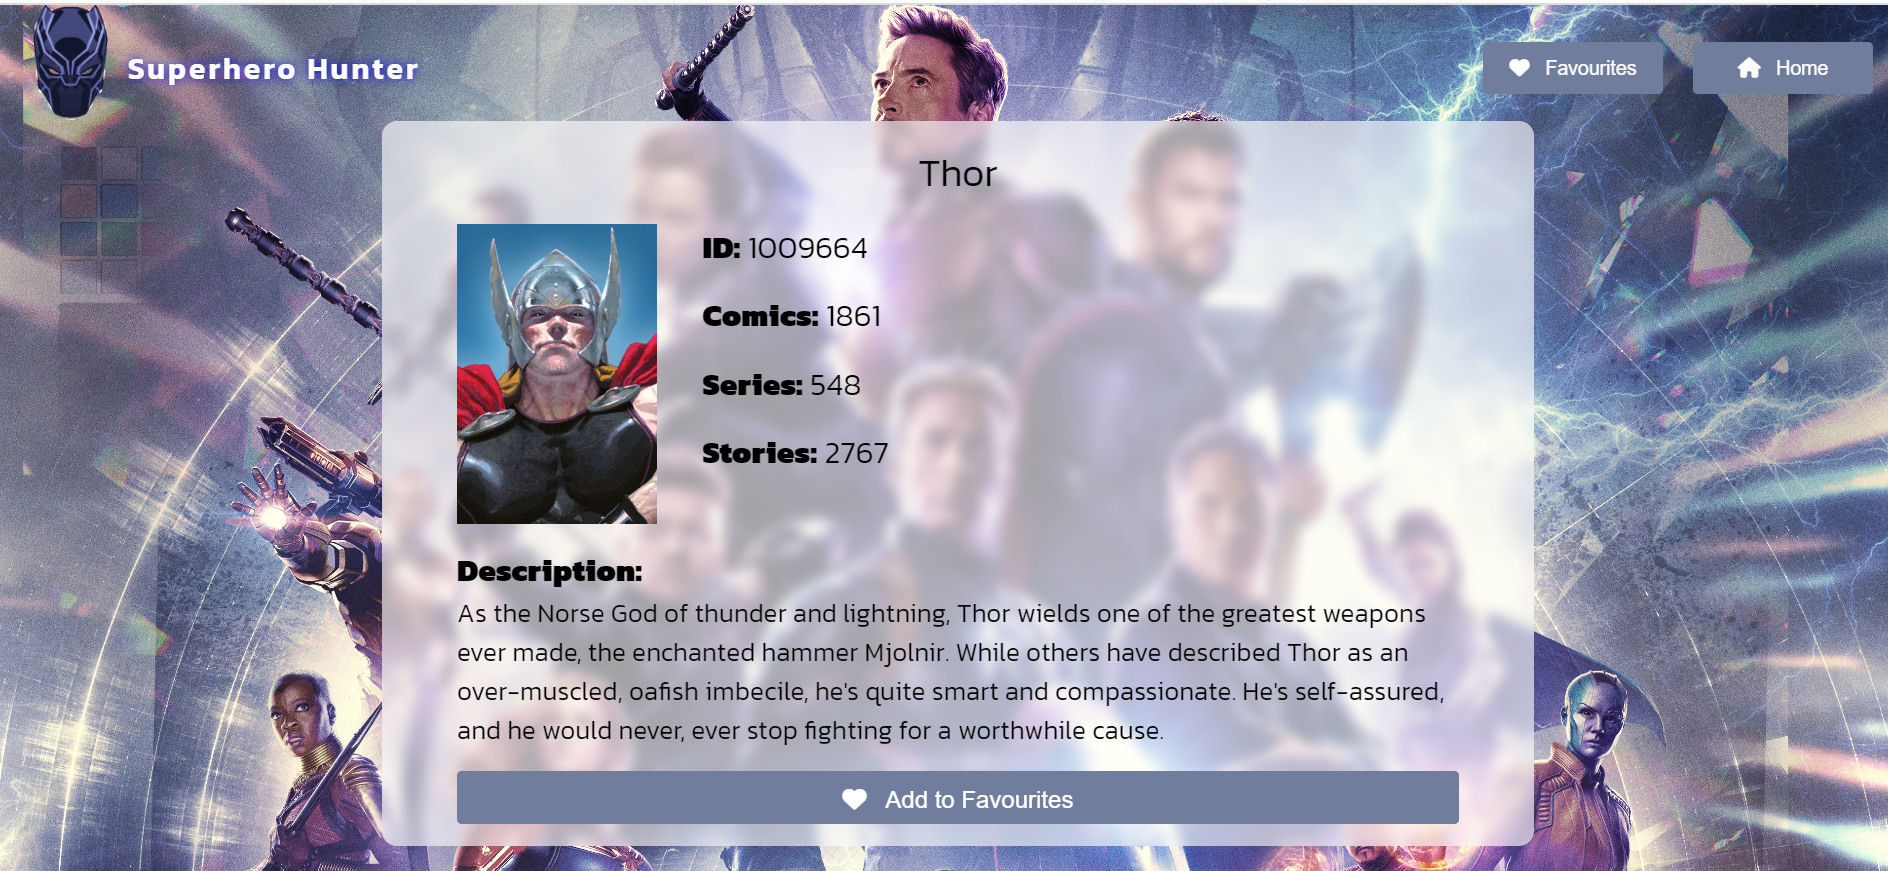 Superhero Hunter
Favourites
Home
Thor
ID: 1009664
Comics: 1861
Series: 548
Stories: 2767
Description:
As the Norse God of thunder and lightning, Thor wields one of the greatest weapons
ever made, the enchanted hammer Mjolnir. While others have described Thor as an
over-muscled, oafish imbecile, he's quite smart and compassionate. He's self-assured,
and he would never, ever stop fighting for a worthwhile cause.
Add to Favourites